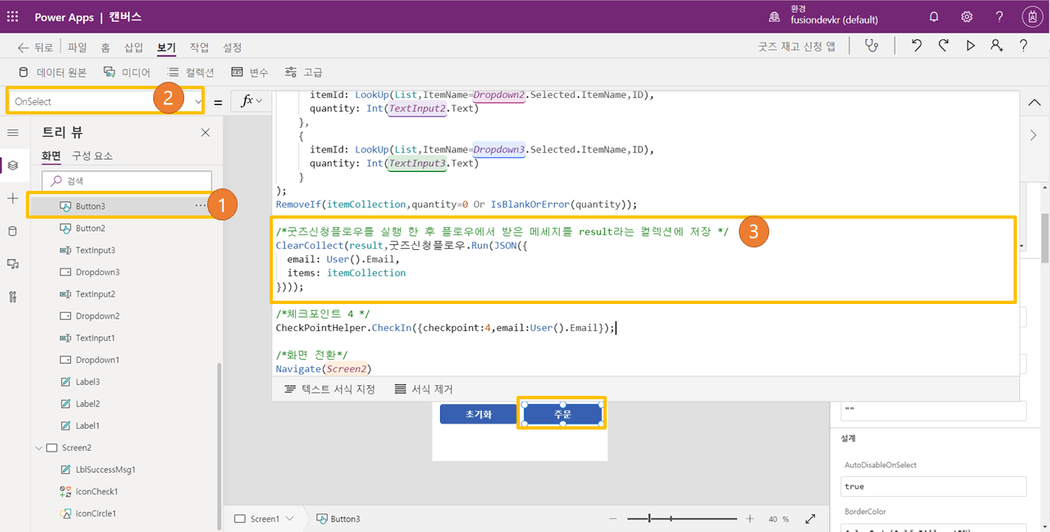 Power Apps | 캔버스
환경
fusiondevkr (default)
뒤로 파일 홈 삽입 보기 작업 설정
굿즈 재고 신청 앱
데이터 원본 미디어 컬렉션 변수 고급
OnSelect
2
= fx
트리 뷰
화면 구성 요소
검색
Button3 ...
1
Button2
TextInput3
Dropdown3
TextInput2
Dropdown2
TextInput1
Dropdown1
Label3
Label2
Label1
Screen2
LblSuccessMsg1
IconCheck1
IconCircle1
itemId: LookUp(List,ItemName=Dropdown2.Selected.ItemName,ID),
quantity: Int(TextInput2.Text)
},
{
itemId: LookUp(List,ItemName=Dropdown3.Selected.ItemName,ID),
quantity: Int(TextInput3.Text)
}
);
RemoveIf(itemCollection,quantity=0 Or IsBlankOrError(quantity));
/*굿즈신청플로우를 실행 한 후 플로우에서 받은 메세지를 result라는 컬렉션에 저장 */
3
ClearCollect(result,굿즈신청플로우.Run(JSON({
email: User().Email,
items: itemCollection
})));
/*체크포인트 4 */
CheckPointHelper.CheckIn({checkpoint:4,email:User().Email});
/*화면 전환*/
Navigate(Screen2)
텍스트 서식 지정 서식 제거
초기화 주문
""
설계
AutoDisableOnSelect
true
BorderColor
Screen1 Button3
40 %